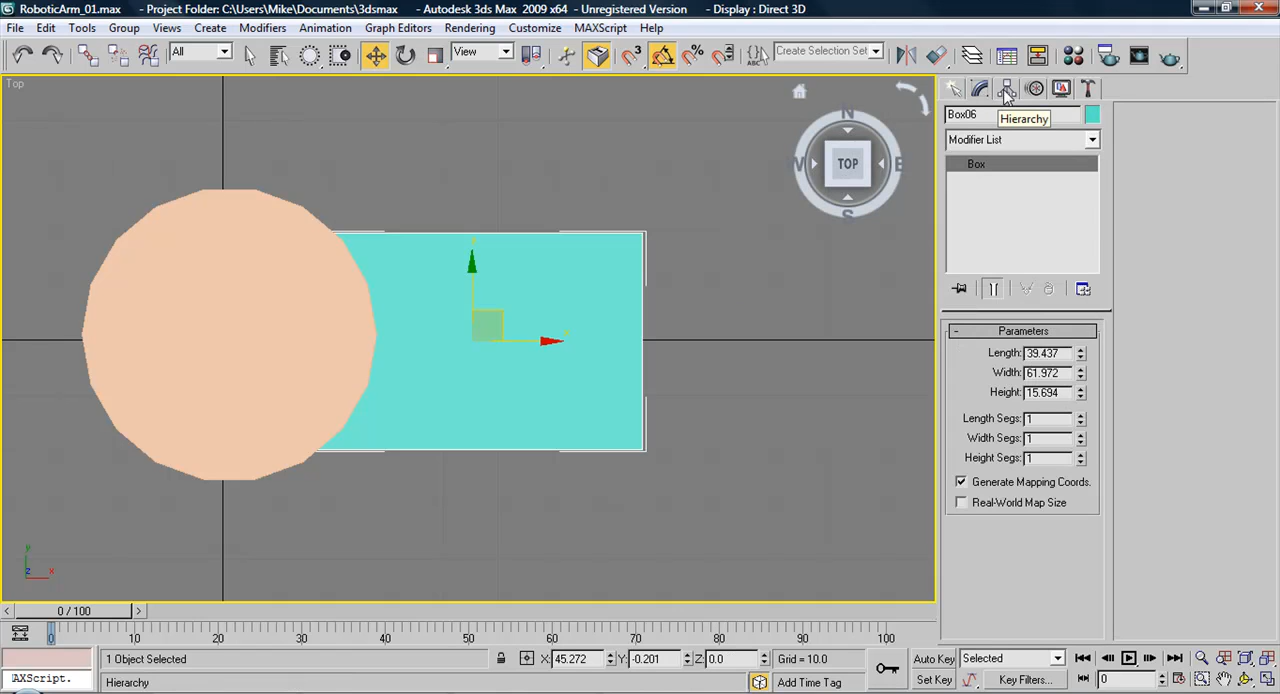 RoboticArm_01.max - Project Folder: C:\Users\Mike\Documents\3dsmax - Autodesk 3ds Max 2009 x64 - Unregistered Version - Display : Direct 3D
File Edit Tools Group Views Create Modifiers Animation Graph Editors Rendering Customize MAXScript Help
All View 3 % ABC Create Selection Set
Top
N
W TOP E
S
Hierarchy
Box06
Modifier List
Box
- Parameters
Length: 39.437
Width: 61.972
Height: 15.694
Length Segs: 1
Width Segs: 1
Height Segs: 1
Generate Mapping Coords.
Real-World Map Size
y
x
y
z x
< 0 / 100 >
0 10 20 30 40 50 60 70 80 90 100
1 Object Selected X: 45.272 Y: -0.201 Z: 0.0 Grid = 10.0 Auto Key Selected
AXScript. Hierarchy Add Time Tag Set Key Key Filters... 0